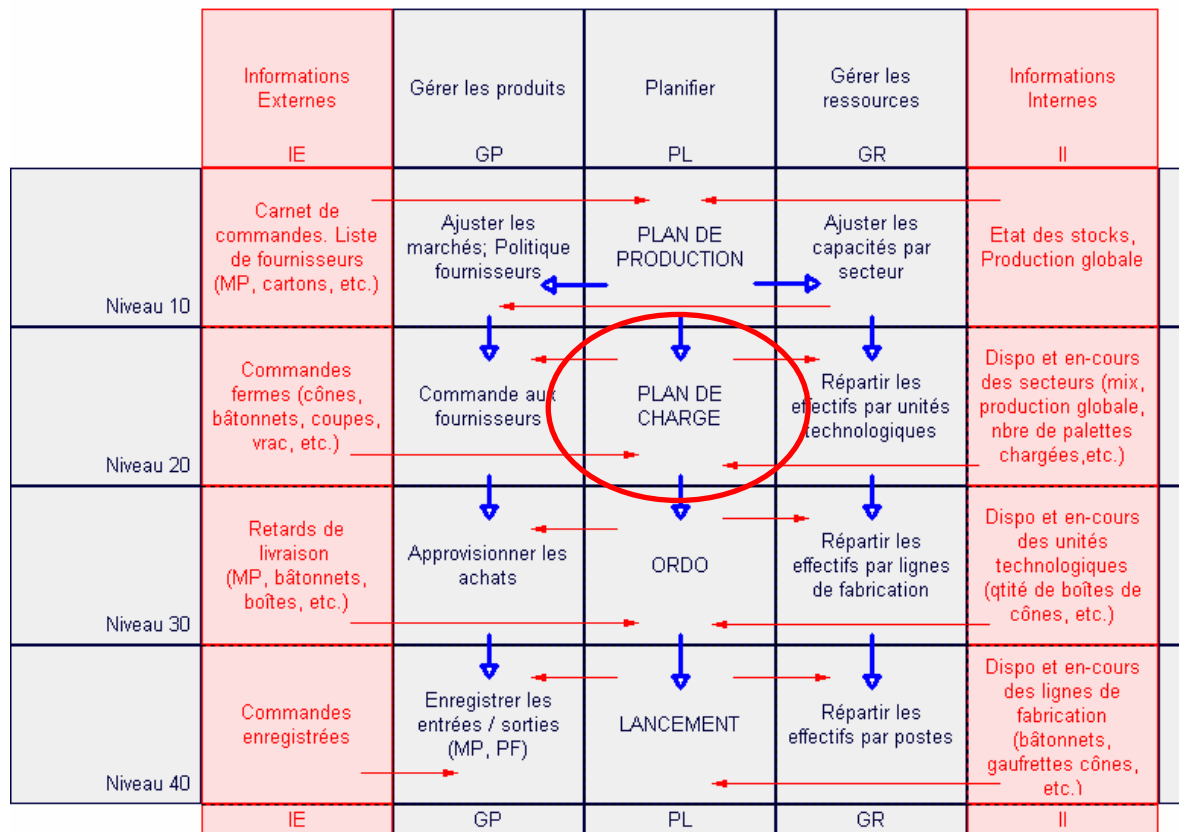 Informations
Externes
IE
Gérer les produits
GP
Planifier
PL
Gérer les
ressources
GR
Informations
Internes
II
Niveau 10
Carnet de
commandes. Liste
de fournisseurs
(MP, cartons, etc.)
Ajuster les
marchés; Politique
fournisseurs
PLAN DE
PRODUCTION
Ajuster les
capacités par
secteur
Etat des stocks,
Production globale
Niveau 20
Commandes
fermes (cônes,
bâtonnets, coupes,
vrac, etc.)
Commande aux
fournisseurs
PLAN DE
CHARGE
Répartir les
effectifs par unités
technologiques
Dispo et en-cours
des secteurs (mix,
production globale,
nbre de palettes
chargées,etc.)
Niveau 30
Retards de
livraison
(MP, bâtonnets,
boîtes, etc.)
Approvisionner les
achats
ORDO
Répartir les
effectifs par lignes
de fabrication
Dispo et en-cours
des unités
technologiques
(qtité de boîtes de
cônes, etc.)
Niveau 40
Commandes
enregistrées
Enregistrer les
entrées / sorties
(MP, PF)
LANCEMENT
Répartir les
effectifs par postes
Dispo et en-cours
des lignes de
fabrication
(bâtonnets,
gaufrettes cônes,
etc.)
IE
GP
PL
GR
II